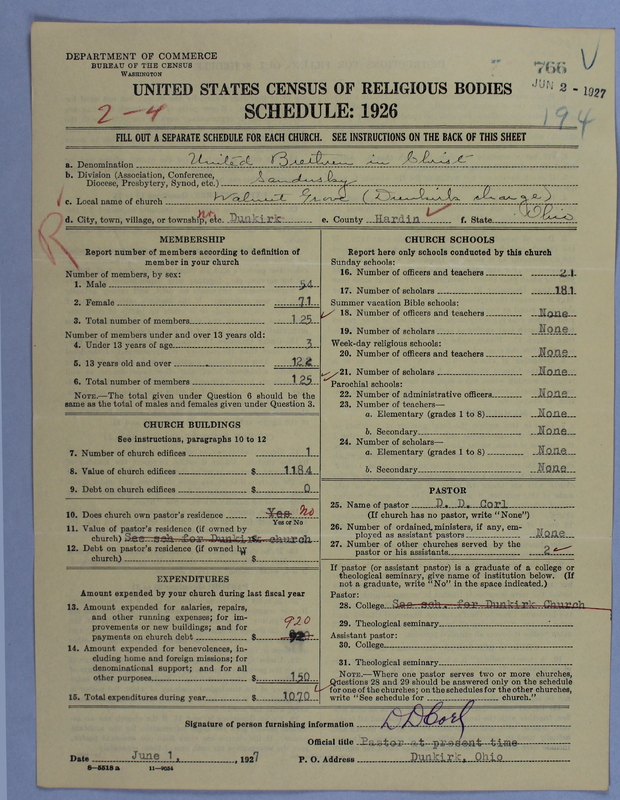 DEPARTMENT OF COMMERCE
BUREAU OF THE CENSUS
WASHINGTON
766
JUN 2 - 1927
V
194
2-4
R
UNITED STATES CENSUS OF RELIGIOUS BODIES
SCHEDULE: 1926
FILL OUT A SEPARATE SCHEDULE FOR EACH CHURCH. SEE INSTRUCTIONS ON THE BACK OF THIS SHEET
a. Denomination United Brethren in Christ
b. Division (Association, Conference, Diocese, Presbytery, Synod, etc.) Sandusky
c. Local name of church Walnut Grove (Dunkirk charge)
d. City, town, village, or township, etc. Dunkirk e. County Hardin f. State Ohio
MEMBERSHIP
Report number of members according to definition of
member in your church
Number of members, by sex:
1. Male 54
2. Female 71
3. Total number of members 125
Number of members under and over 13 years old:
4. Under 13 years of age 3
5. 13 years old and over 122
6. Total number of members 125
NOTE.—The total given under Question 6 should be
same as the total of males and females given under Question 3.
CHURCH BUILDINGS
See instructions, paragraphs 10 to 12
7. Number of church edifices 1
8. Value of church edifices $ 1184
9. Debt on church edifices $ 0
10. Does church own pastor's residence Yes No
Yes or No
11. Value of pastor's residence (if owned by
church) See sch for Dunkirk church
12. Debt on pastor's residence (if owned by
church) $
EXPENDITURES
Amount expended by your church during last fiscal year
13. Amount expended for salaries, repairs,
and other running expenses; for im-
provements or new buildings; and for
payments on church debt $ 920
920
14. Amount expended for benevolences, in-
cluding home and foreign missions; for
denominational support; and for all
other purposes $ 150
15. Total expenditures during year $ 1070
CHURCH SCHOOLS
Report here only schools conducted by this church
Sunday schools:
16. Number of officers and teachers 21
17. Number of scholars 181
Summer vacation Bible schools:
18. Number of officers and teachers None
19. Number of scholars None
Week-day religious schools:
20. Number of officers and teachers None
21. Number of scholars None
Parochial schools:
22. Number of administrative officers None
23. Number of teachers—
a. Elementary (grades 1 to 8) None
b. Secondary None
24. Number of scholars—
a. Elementary (grades 1 to 8) None
b. Secondary None
PASTOR
25. Name of pastor D. D. Corl
(If church has no pastor, write "None")
26. Number of ordained ministers, if any, em-
ployed as assistant pastors None
27. Number of other churches served by the
pastor or his assistants 2
If pastor (or assistant pastor) is a graduate of a college or
theological seminary, give name of institution below. (If
not a graduate, write "No" in the space indicated.)
Pastor:
28. College See sch. for Dunkirk Church
29. Theological seminary
Assistant pastor:
30. College
31. Theological seminary
NOTE.—Where one pastor serves two or more churches,
Questions 28 and 29 should be answered only on the schedule
for one of the churches; on the schedules for the other churches,
write "See schedule for church."
Signature of person furnishing information D D Corl
Official title Pastor at present time
Date June 1, 1927 P. O. Address Dunkirk, Ohio
8-5518 a 11-9054